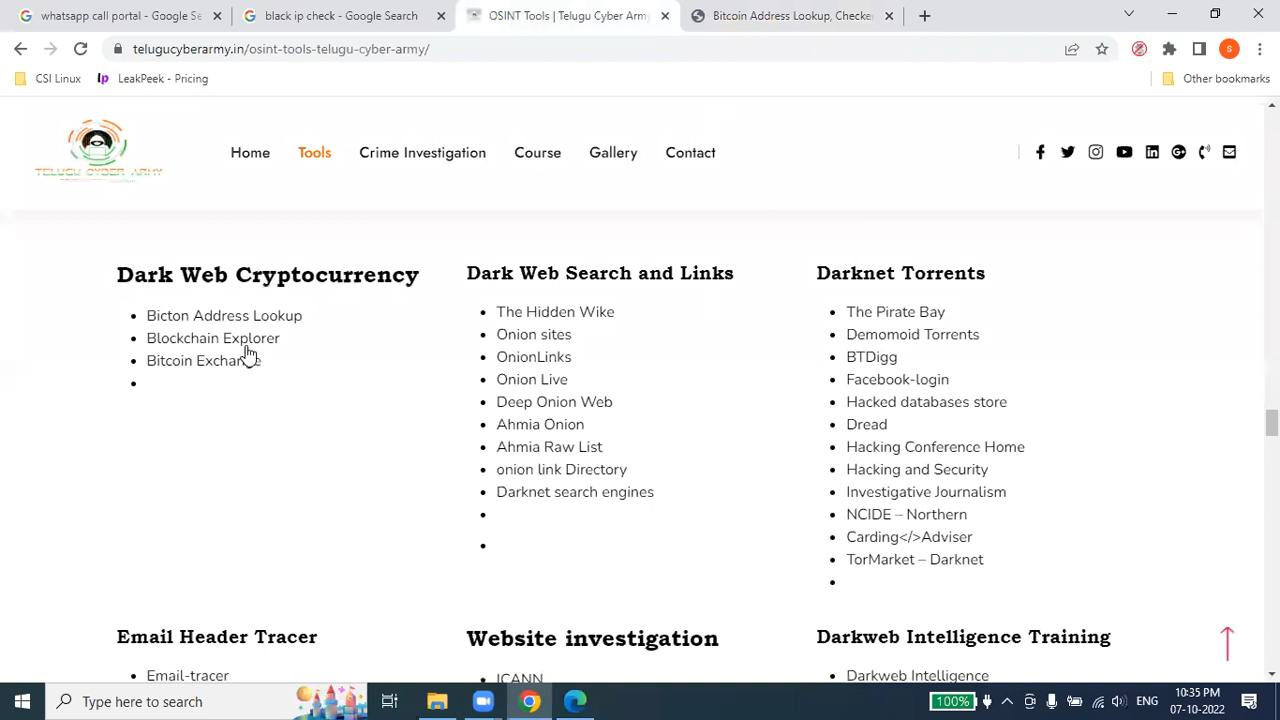 whatsapp call portal - Google S
black ip check - Google Search
OSINT Tools | Telugu Cyber Army
Bitcoin Address Lookup, Checker
telugucyberarmy.in/osint-tools-telugu-cyber-army/
S
CSI Linux
LeakPeek - Pricing
Other bookmarks
TELUGU CYBER ARMY
Home
Tools
Crime Investigation
Course
Gallery
Contact
Dark Web Cryptocurrency
Bicton Address Lookup
Blockchain Explorer
Bitcoin Exchange
Dark Web Search and Links
The Hidden Wike
Onion sites
OnionLinks
Onion Live
Deep Onion Web
Ahmia Onion
Ahmia Raw List
onion link Directory
Darknet search engines
Darknet Torrents
The Pirate Bay
Demomoid Torrents
BTDigg
Facebook-login
Hacked databases store
Dread
Hacking Conference Home
Hacking and Security
Investigative Journalism
NCIDE – Northern
Carding</>Adviser
TorMarket – Darknet
Email Header Tracer
Email-tracer
Website investigation
ICANN
Darkweb Intelligence Training
Darkweb Intelligence
Type here to search
100%
ENG
10:35 PM
07-10-2022